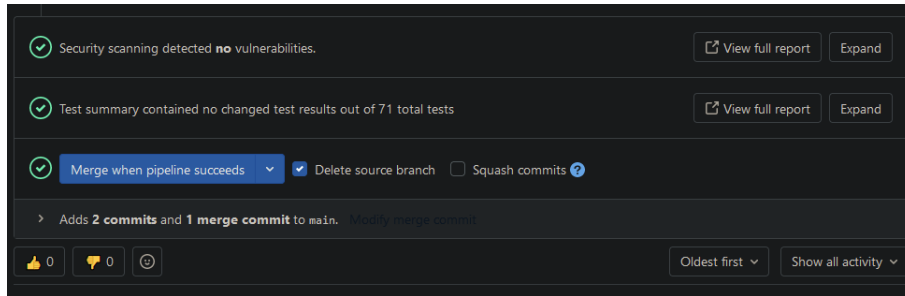 Security scanning detected no vulnerabilities. View full report Expand
Test summary contained no changed test results out of 71 total tests View full report Expand
Merge when pipeline succeeds Delete source branch Squash commits ?
Adds 2 commits and 1 merge commit to main. Modify merge commit
0 0 Oldest first Show all activity